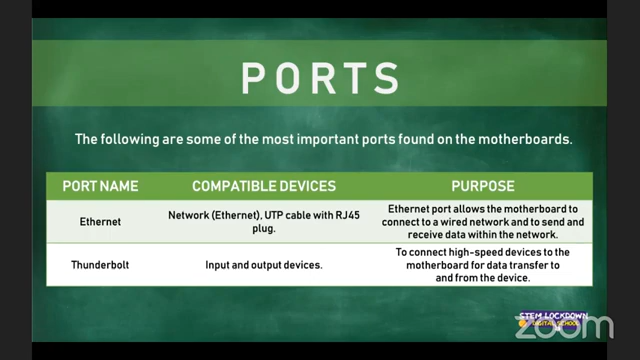 PORTS
The following are some of the most important ports found on the motherboards.
PORT NAME COMPATIBLE DEVICES PURPOSE
Ethernet
Network (Ethernet), UTP cable with RJ45
plug.
Ethernet port allows the motherboard to
connect to a wired network and to send and
receive data within the network.
Thunderbolt
Input and output devices.
To connect high-speed devices to the
motherboard for data transfer to
and from the device.
STEM LOCKDOWN
DIGITAL SCHOOL
zoom